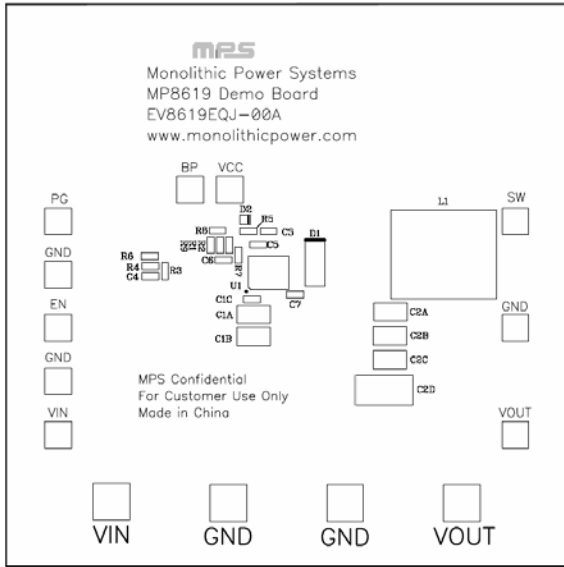 MPS
Monolithic Power Systems
MP8619 Demo Board
EV8619EQJ-00A
www.monolithicpower.com
BP VCC
PG
SW
L1
D2
R8 R5 C3 D1
GND
C5
R6 C6 R7
R4 R3
C4
U1
EN
GND
C1C C7
C1A
C2A
C1B
C2B
GND
C2C
MPS Confidential
For Customer Use Only
Made in China
C2D
VIN
VOUT
VIN GND GND VOUT